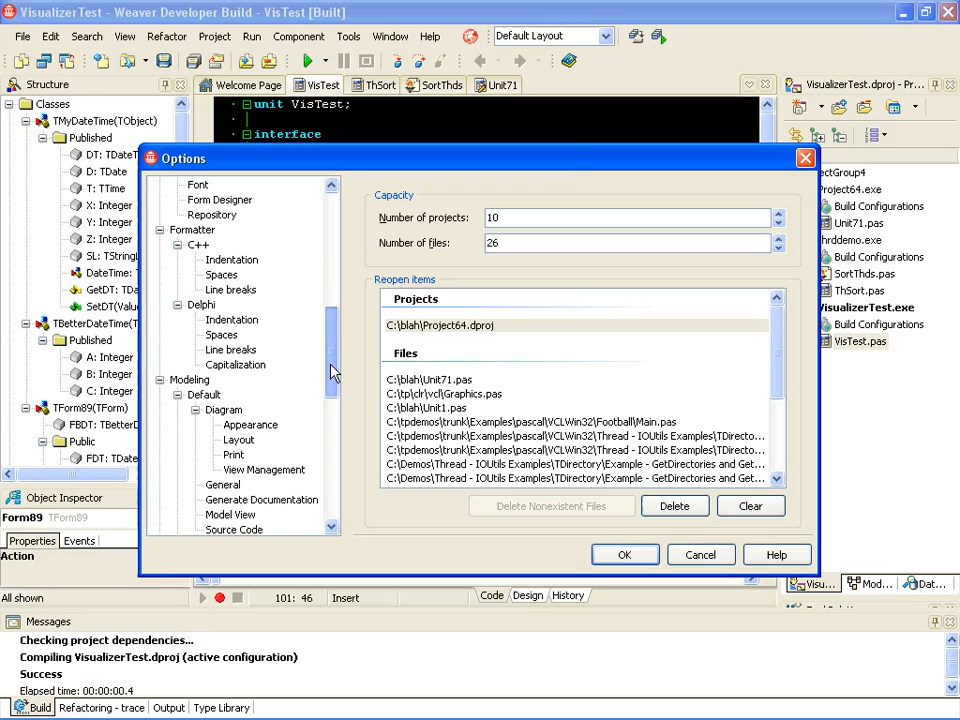 VisualizerTest - Weaver Developer Build - VisTest [Built]
File Edit Search View Refactor Project Run Component Tools Window Help
Default Layout
Structure
Welcome Page VisTest ThSort SortThds Unit71
VisualizerTest.dproj - Pr...
Classes
TMyDateTime(TObject)
Published
DT: TDateT
D: TDate
T: TTime
X: Integer
Y: Integer
Z: Integer
SL: TStringL
DateTime:
GetDT: TDa
SetDT(Value
TBetterDateTime(T
Published
A: Integer
B: Integer
C: Integer
TForm89(TForm)
FBDT: TBetterD
Public
FDT: TDate
unit VisTest;
interface
Options
Font
Form Designer
Repository
Formatter
C++
Indentation
Spaces
Line breaks
Delphi
Indentation
Spaces
Line breaks
Capitalization
Modeling
Default
Diagram
Appearance
Layout
Print
View Management
General
Generate Documentation
Model View
Source Code
Capacity
Number of projects: 10
Number of files: 26
Reopen items
Projects
C:\blah\Project64.dproj
Files
C:\blah\Unit71.pas
C:\tp\clr\vcl\Graphics.pas
C:\blah\Unit1.pas
C:\tpdemos\trunk\Examples\pascal\VCLWin32\Football\Main.pas
C:\tpdemos\trunk\Examples\pascal\VCLWin32\Thread - IOUtils Examples\TDirecto...
C:\tpdemos\trunk\Examples\pascal\VCLWin32\Thread - IOUtils Examples\TDirecto...
C:\Demos\Thread - IOUtils Examples\TDirectory\Example - GetDirectories and Get...
C:\Demos\Thread - IOUtils Examples\TDirectory\Example - GetDirectories and Get...
Delete Nonexistent Files Delete Clear
OK Cancel Help
ojectGroup4
Project64.exe
Build Configurations
Unit71.pas
hrddemo.exe
Build Configurations
SortThds.pas
ThSort.pas
isualizerTest.exe
Build Configurations
VisTest.pas
Object Inspector
Form89 TForm89
Properties Events
Action
All shown
101: 46 Insert
Code Design History
Visu... Mod... Dat...
Messages
Checking project dependencies...
Compiling VisualizerTest.dproj (active configuration)
Success
Elapsed time: 00:00:00.4
Build Refactoring - trace Output Type Library